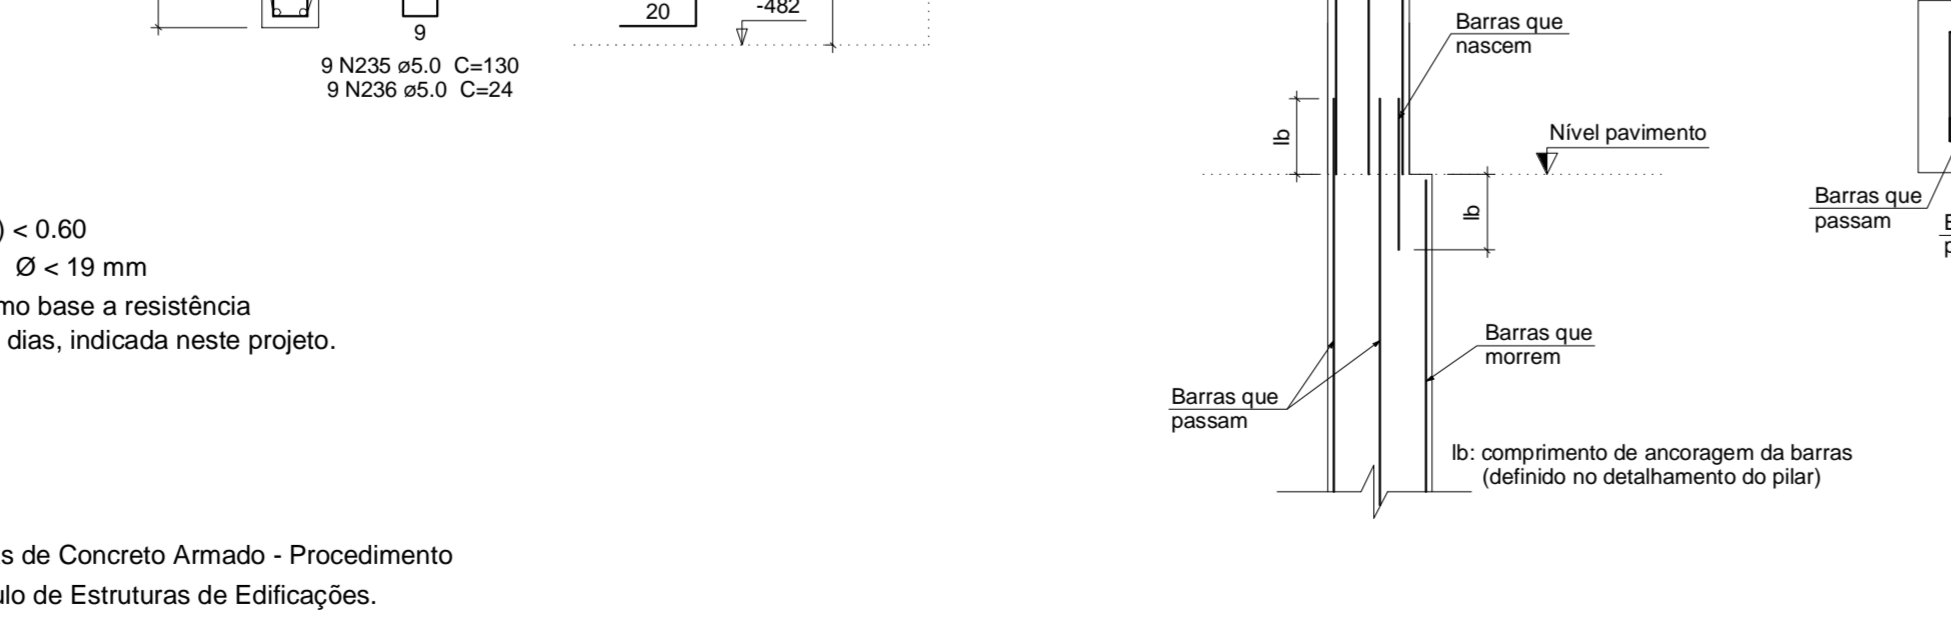 20
-482
9
9 N235 ø5.0 C=130
9 N236 ø5.0 C=24
) < 0.60
Ø < 19 mm
mo base a resistência
dias, indicada neste projeto.
s de Concreto Armado - Procedimento
ulo de Estruturas de Edificações.
Barras que
nascem
lb
Nível pavimento
lb
Barras que
morrem
Barras que
passam
lb: comprimento de ancoragem da barras
(definido no detalhamento do pilar)
Barras que
passam